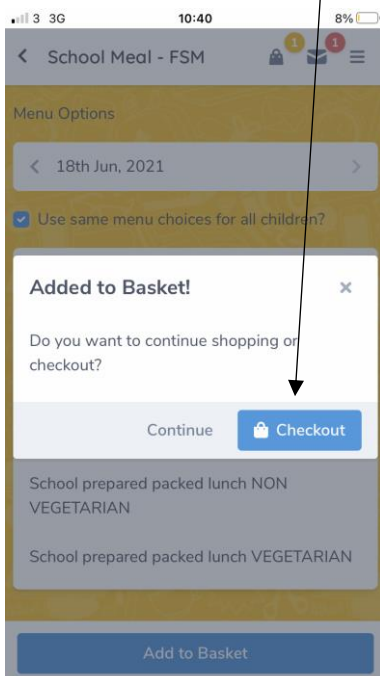 3 3G 10:40 8%
School Meal - FSM 1 1
Menu Options
18th Jun, 2021
Use same menu choices for all children?
Added to Basket!
Do you want to continue shopping or
checkout?
Continue Checkout
School prepared packed lunch NON
VEGETARIAN
School prepared packed lunch VEGETARIAN
Add to Basket